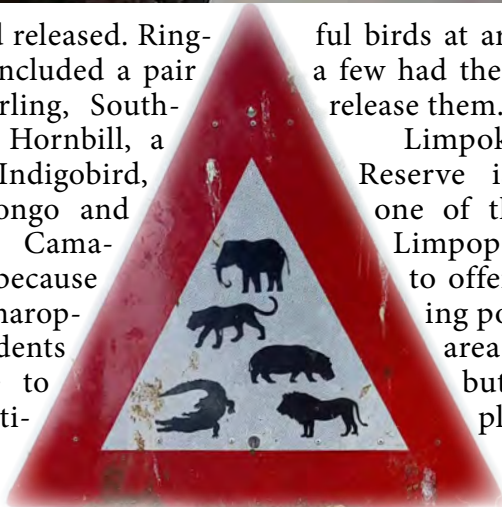 d released. Ring-
ncluded a pair
rling, South-
Hornbill, a
Indigobird,
ongo and
Cama-
because
narop-
dents
to
ti-
ful birds at an
a few had the
release them.
Limpok
Reserve i
one of th
Limpop
to offe
ing po
area
but
pl